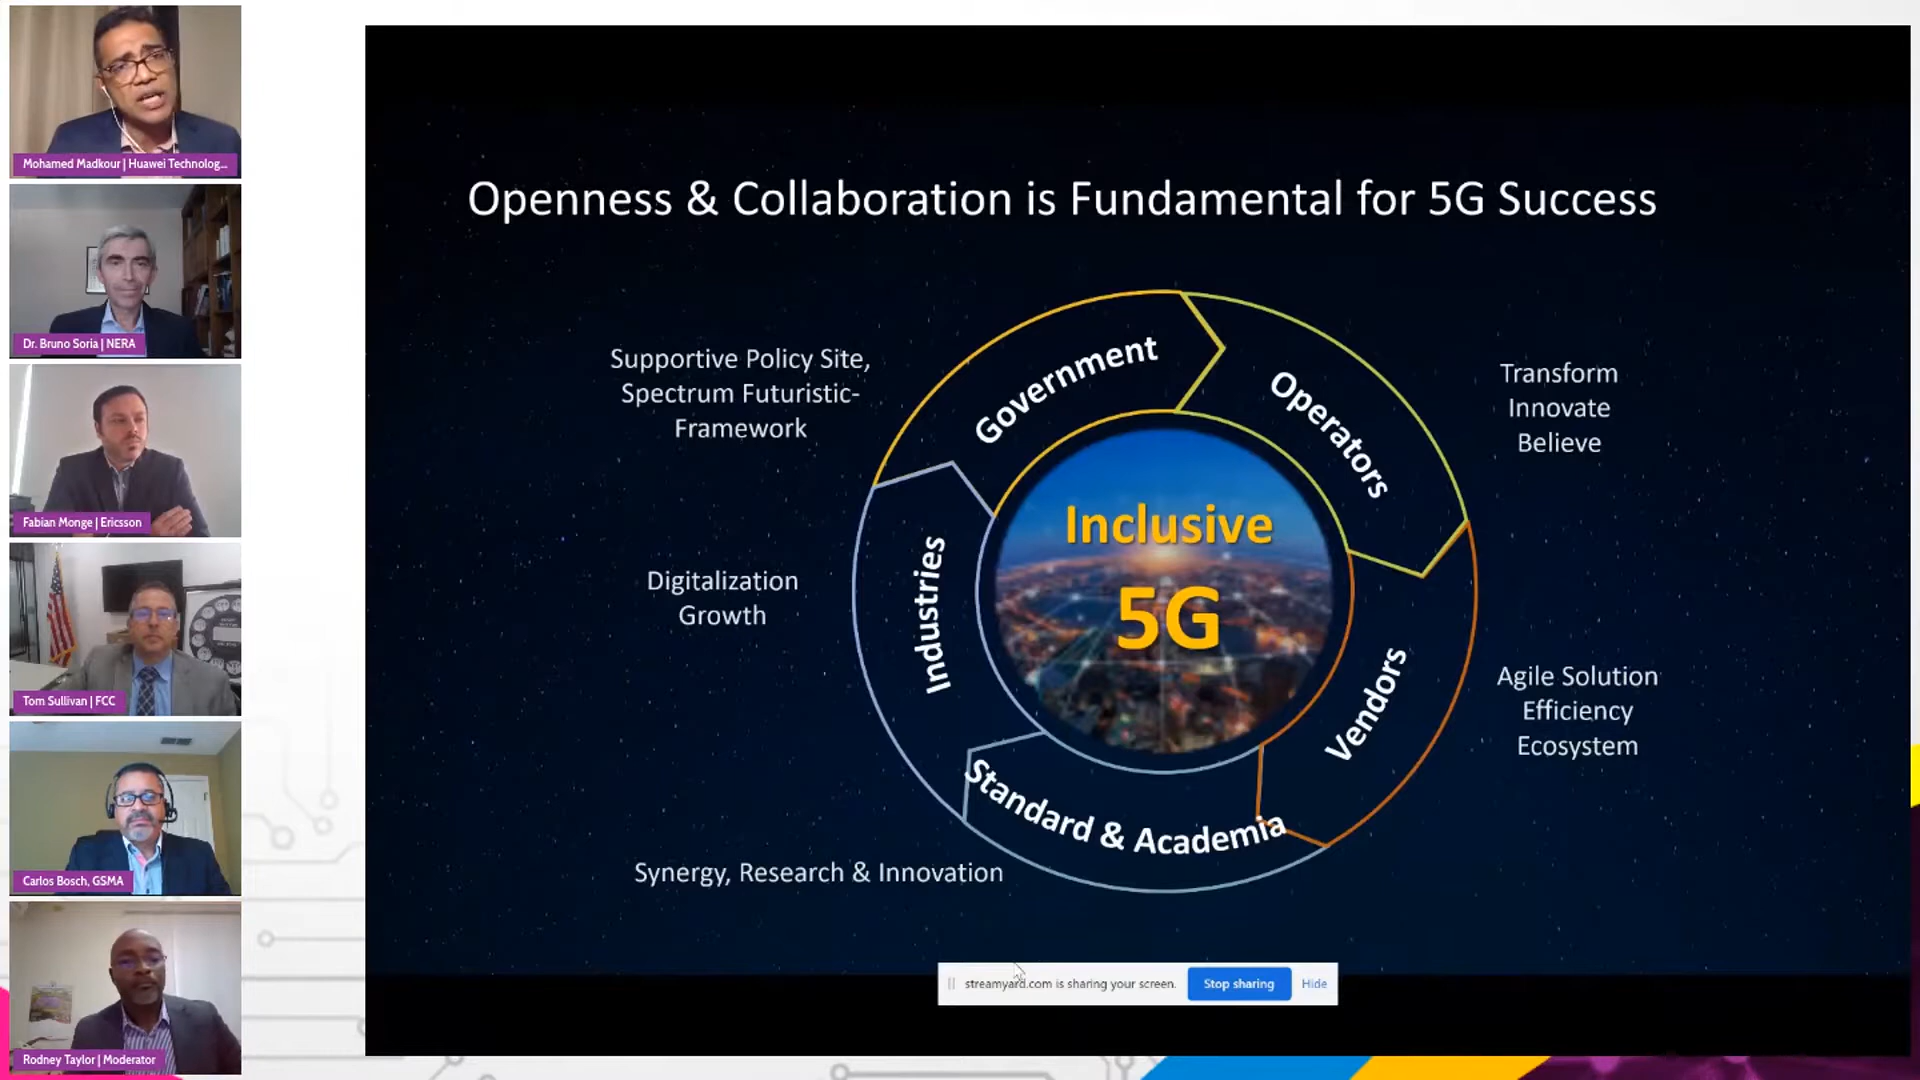 Mohamed Madkour | Huawei Technolog...
Dr. Bruno Soria | NERA
Fabian Monge | Ericsson
Tom Sullivan | FCC
Carlos Bosch, GSMA
Rodney Taylor | Moderator
Openness & Collaboration is Fundamental for 5G Success
Supportive Policy Site,
Spectrum Futuristic-
Framework
Government
Operators
Transform
Innovate
Believe
Inclusive
5G
Digitalization
Growth
Industries
Vendors
Agile Solution
Efficiency
Ecosystem
Standard & Academia
Synergy, Research & Innovation
streamyard.com is sharing your screen.
Stop sharing
Hide